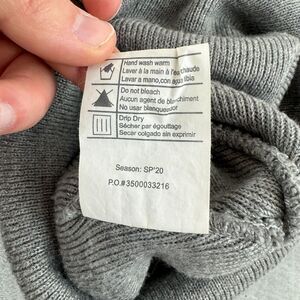 Hand wash warm
Laver à la main à l'eau chaude
Lavar a mano,con agua tibia
Do not bleach
Aucun agent de blanchiment
No usar blanqueador
Drip Dry
Sécher par égouttage
Secar colgado sin exprimir
Season: SP'20
P.O.#3500033216